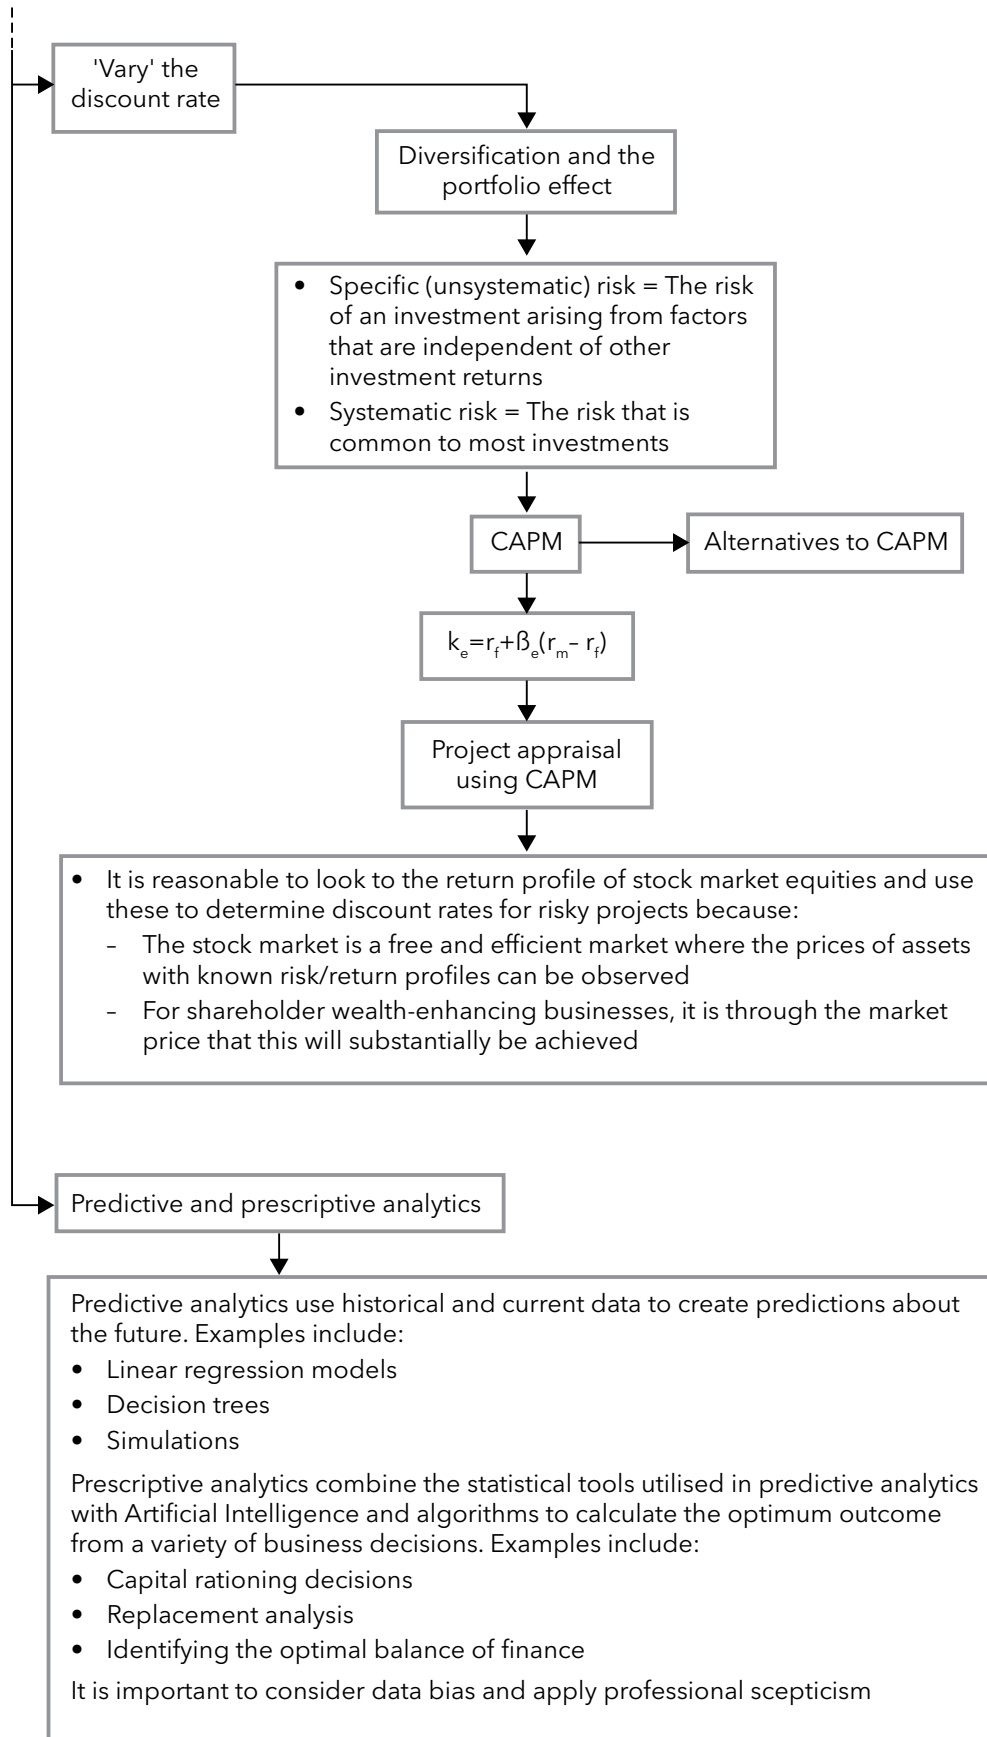 'Vary' the
discount rate
Diversification and the
portfolio effect
• Specific (unsystematic) risk = The risk
of an investment arising from factors
that are independent of other
investment returns
• Systematic risk = The risk that is
common to most investments
CAPM
Alternatives to CAPM
kₑ=r_f+ßₑ(r_m– r_f)
Project appraisal
using CAPM
• It is reasonable to look to the return profile of stock market equities and use
these to determine discount rates for risky projects because:
– The stock market is a free and efficient market where the prices of assets
with known risk/return profiles can be observed
– For shareholder wealth-enhancing businesses, it is through the market
price that this will substantially be achieved
Predictive and prescriptive analytics
Predictive analytics use historical and current data to create predictions about
the future. Examples include:
• Linear regression models
• Decision trees
• Simulations
Prescriptive analytics combine the statistical tools utilised in predictive analytics
with Artificial Intelligence and algorithms to calculate the optimum outcome
from a variety of business decisions. Examples include:
• Capital rationing decisions
• Replacement analysis
• Identifying the optimal balance of finance
It is important to consider data bias and apply professional scepticism